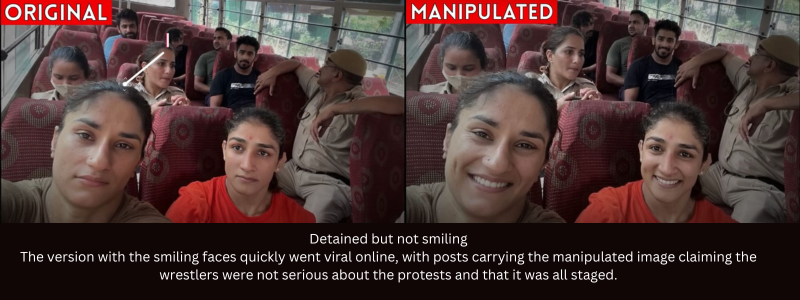 ORIGINAL
MANIPULATED
Detained but not smiling
The version with the smiling faces quickly went viral online, with posts carrying the manipulated image claiming the
wrestlers were not serious about the protests and that it was all staged.